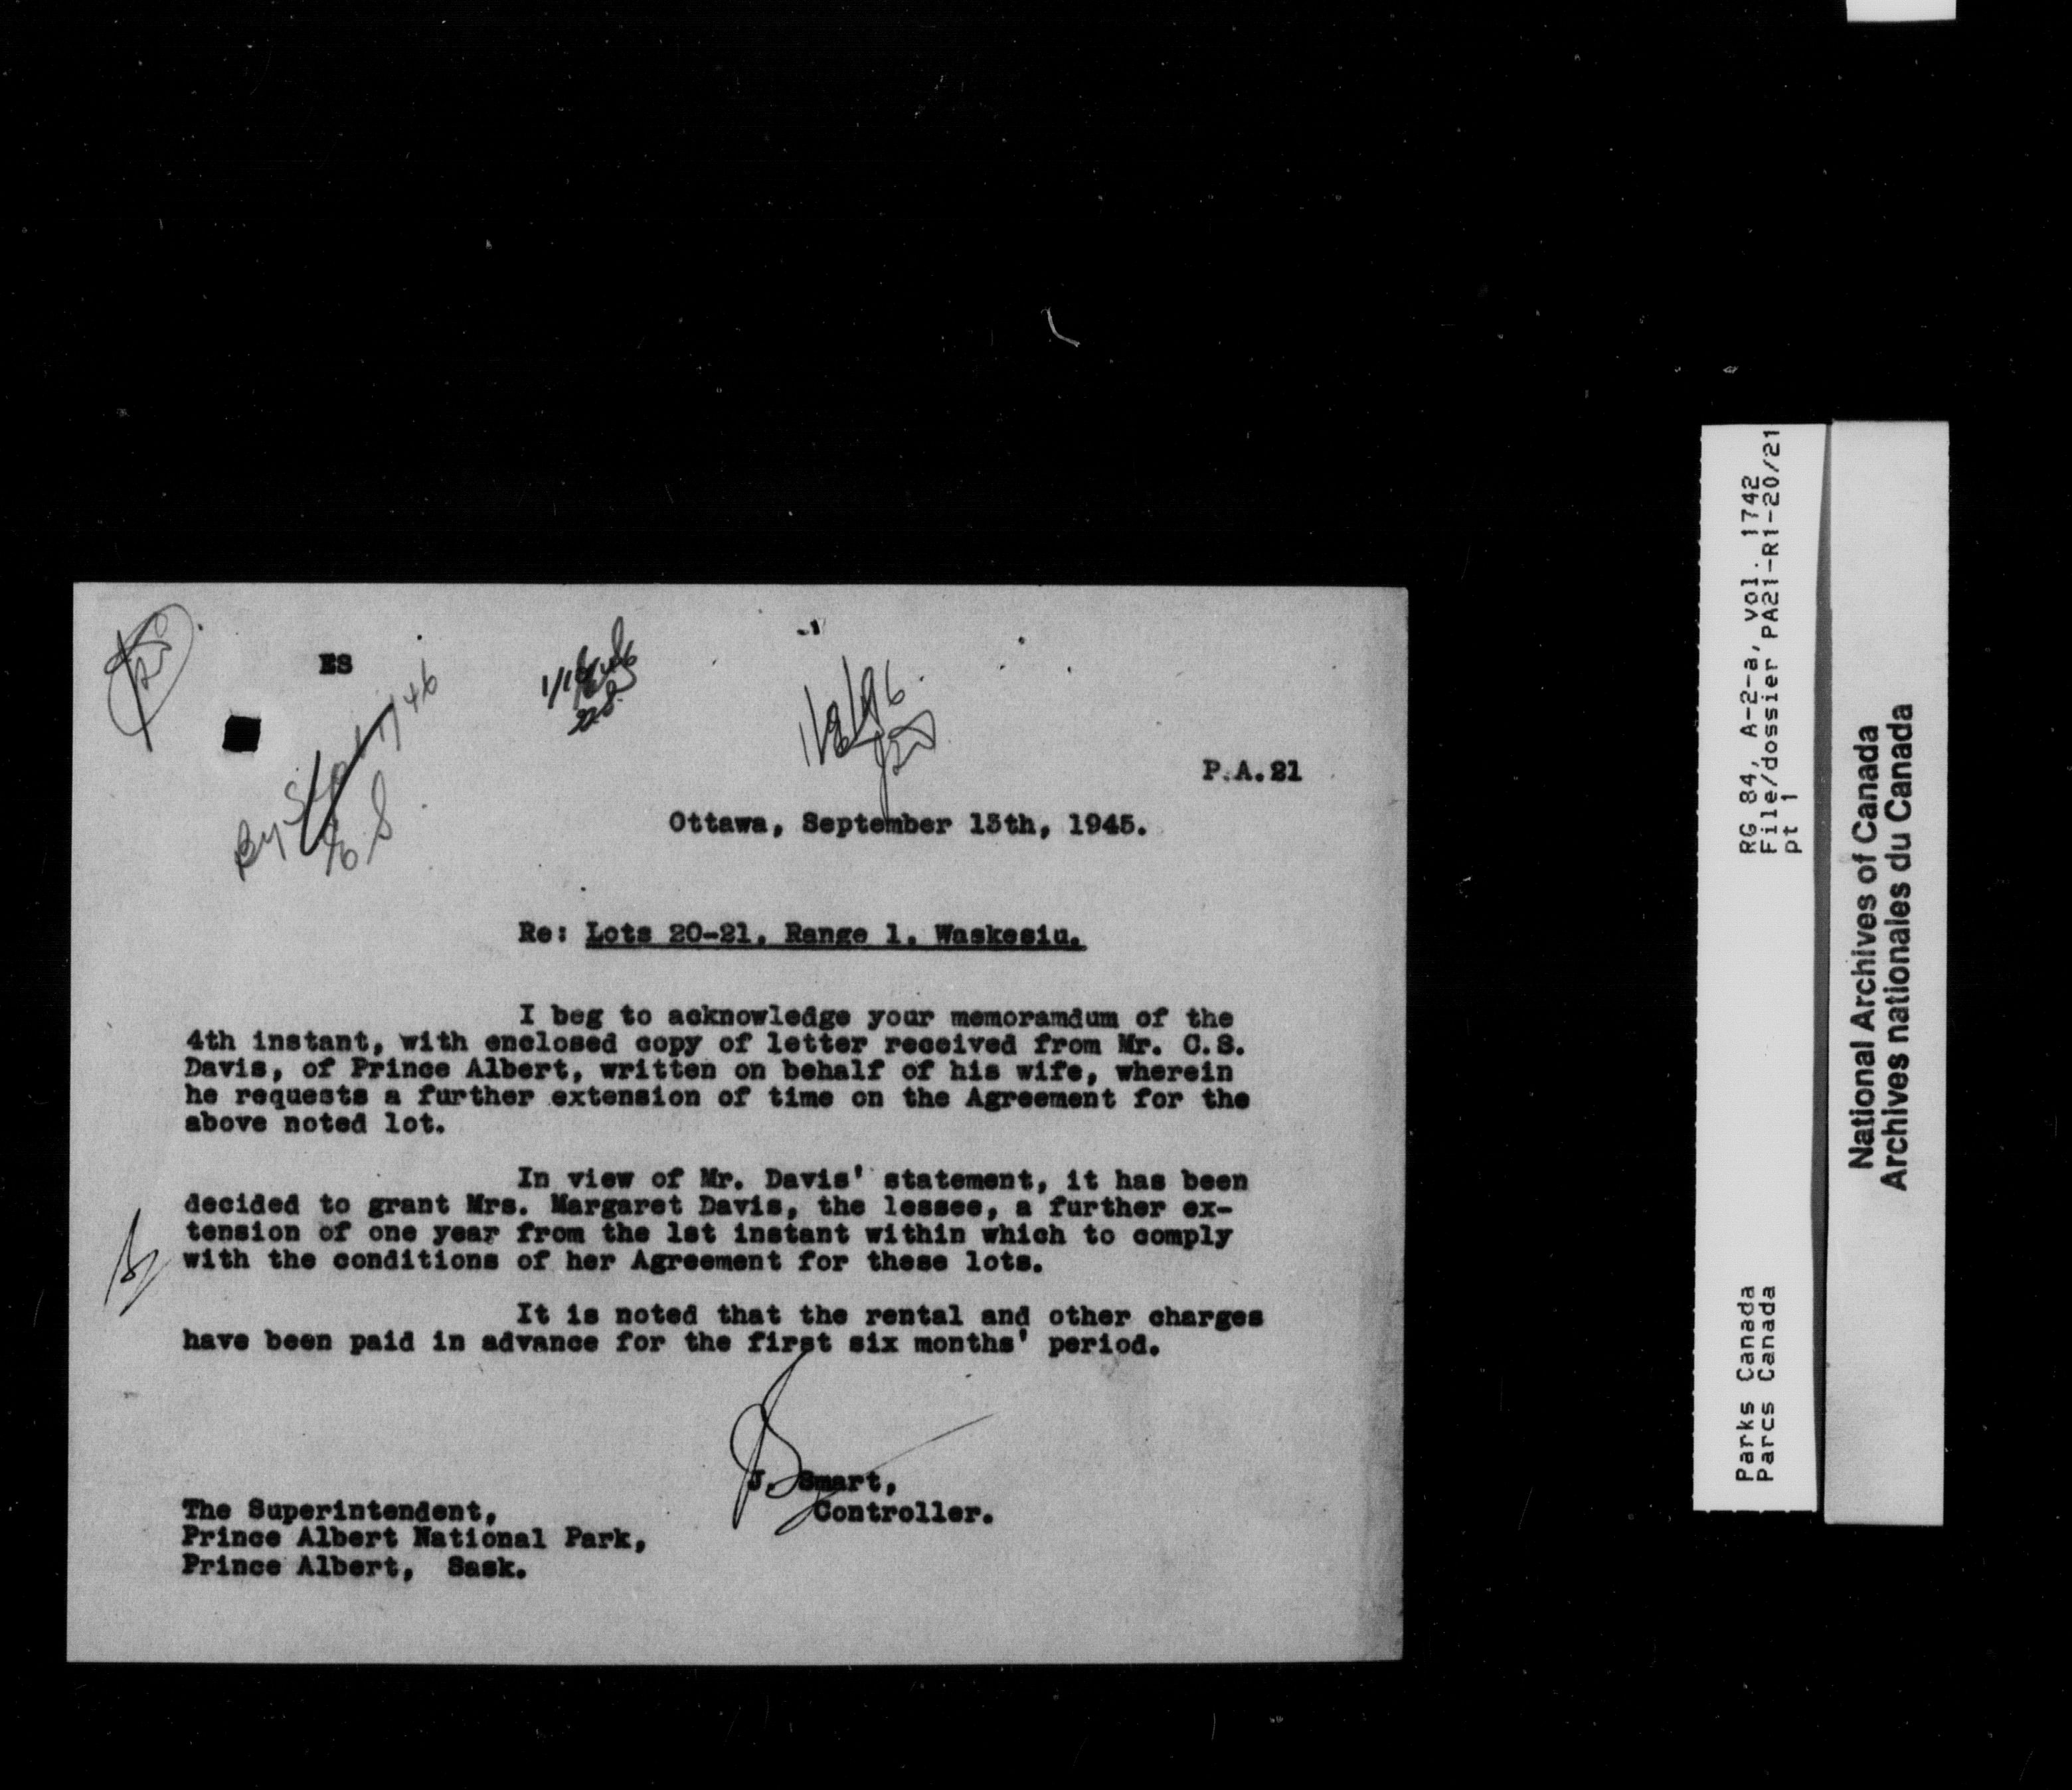 ES
P.A.21
Ottawa, September 15th, 1945.
Re: Lots 20-21, Range 1, Waskesiu.
I beg to acknowledge your memoramdum of the
4th instant, with enclosed copy of letter received from Mr. C.S.
Davis, of Prince Albert, written on behalf of his wife, wherein
he requests a further extension of time on the Agreement for the
above noted lot.
In view of Mr. Davis' statement, it has been
decided to grant Mrs. Margaret Davis, the lessee, a further ex-
tension of one year from the 1st instant within which to comply
with the conditions of her Agreement for these lots.
It is noted that the rental and other charges
have been paid in advance for the first six months' period.
J. Smart,
Controller.
The Superintendent,
Prince Albert National Park,
Prince Albert, Sask.
RG 84, A-2-a, vol. 1742
File/dossier PA21-R1-20/21
pt 1
Parks Canada
Parcs Canada
National Archives of Canada
Archives nationales du Canada